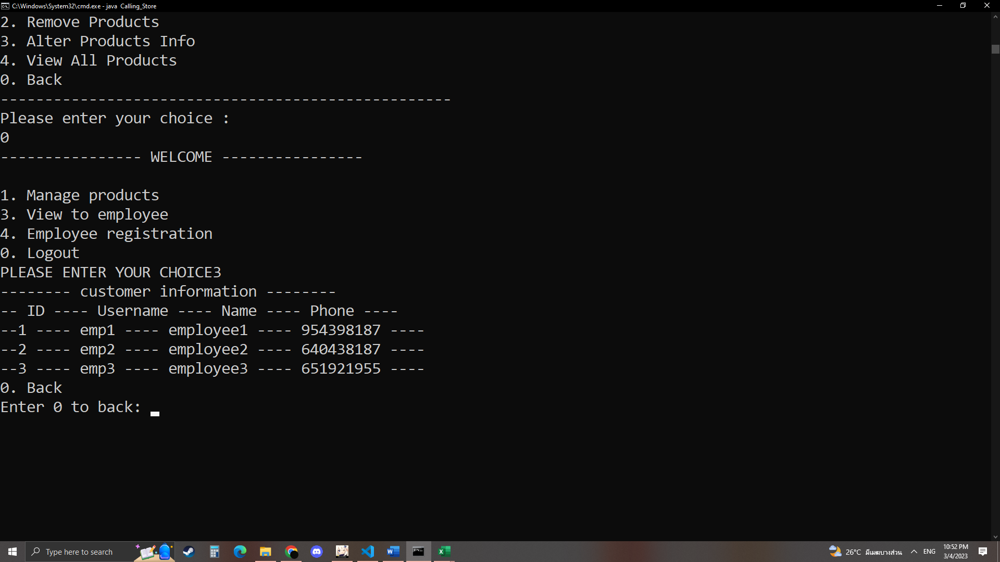 C:\Windows\System32\cmd.exe - java  Calling_Store
2. Remove Products
3. Alter Products Info
4. View All Products
0. Back
---------------------------------------------------
Please enter your choice :
0
---------------- WELCOME ----------------
1. Manage products
3. View to employee
4. Employee registration
0. Logout
PLEASE ENTER YOUR CHOICE3
-------- customer information --------
-- ID ---- Username ---- Name ---- Phone ----
--1 ---- emp1 ---- employee1 ---- 954398187 ----
--2 ---- emp2 ---- employee2 ---- 640438187 ----
--3 ---- emp3 ---- employee3 ---- 651921955 ----
0. Back
Enter 0 to back:
Type here to search
26°C มีเมฆบางส่วน
ENG
10:52 PM
3/4/2023